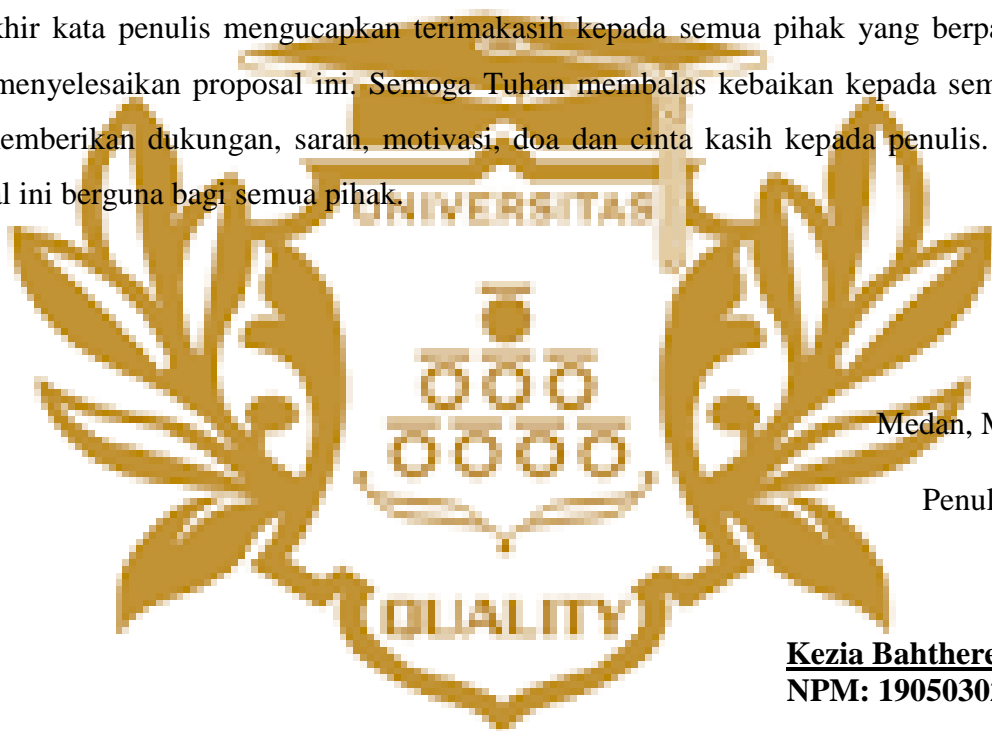 khir kata penulis mengucapkan terimakasih kepada semua pihak yang berpa
menyelesaikan proposal ini. Semoga Tuhan membalas kebaikan kepada sem
emberikan dukungan, saran, motivasi, doa dan cinta kasih kepada penulis.
al ini berguna bagi semua pihak.
UNIVERSITAS
Medan, M
Penul
QUALITY
Kezia Bahthere
NPM: 1905030